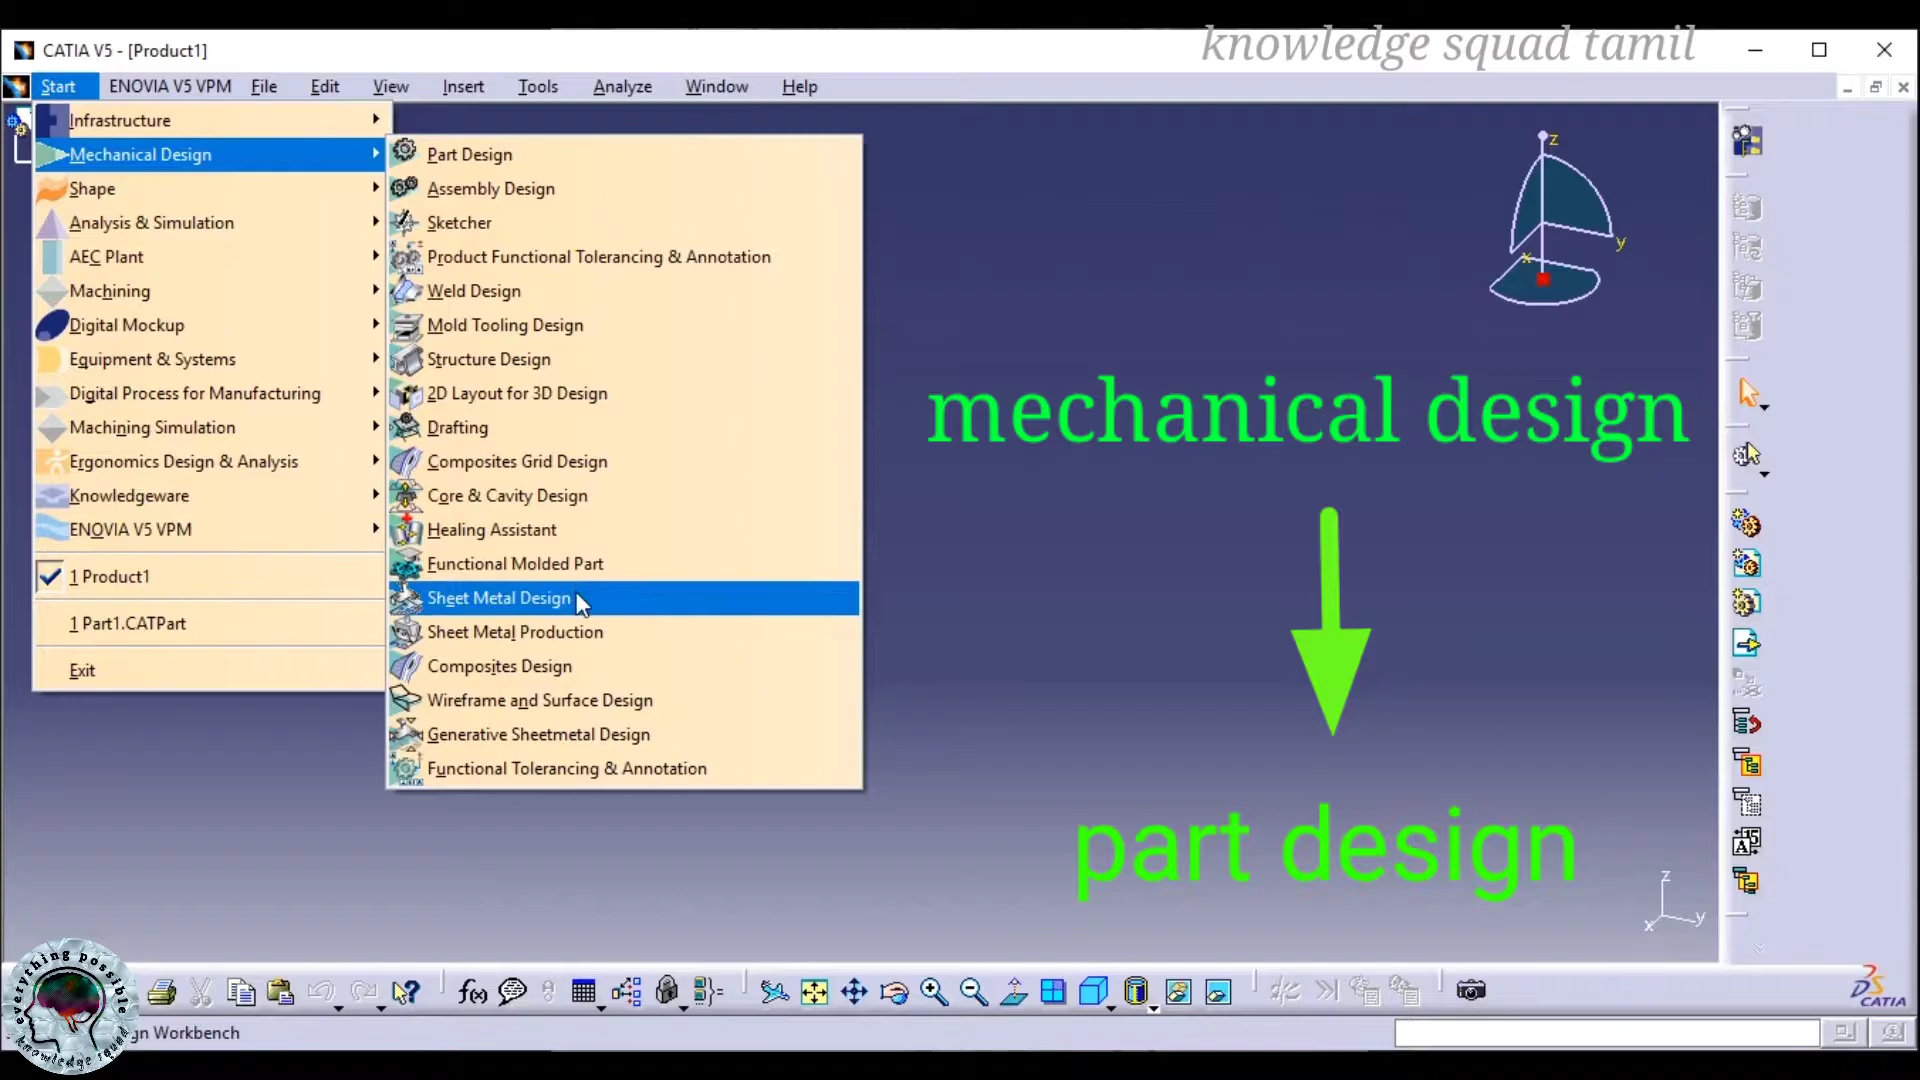 knowledge squad tamil
CATIA V5 - [Product1]
Start ENOVIA V5 VPM File Edit View Insert Tools Analyze Window Help
Infrastructure
Mechanical Design
Shape
Analysis & Simulation
AEC Plant
Machining
Digital Mockup
Equipment & Systems
Digital Process for Manufacturing
Machining Simulation
Ergonomics Design & Analysis
Knowledgeware
ENOVIA V5 VPM
1 Product1
1 Part1.CATPart
Exit
Part Design
Assembly Design
Sketcher
Product Functional Tolerancing & Annotation
Weld Design
Mold Tooling Design
Structure Design
2D Layout for 3D Design
Drafting
Composites Grid Design
Core & Cavity Design
Healing Assistant
Functional Molded Part
Sheet Metal Design
Sheet Metal Production
Composites Design
Wireframe and Surface Design
Generative Sheetmetal Design
Functional Tolerancing & Annotation
z
y
x
mechanical design
part design
z
y
x
f(x)
CATIA
everything possible
knowledge squad
gn Workbench